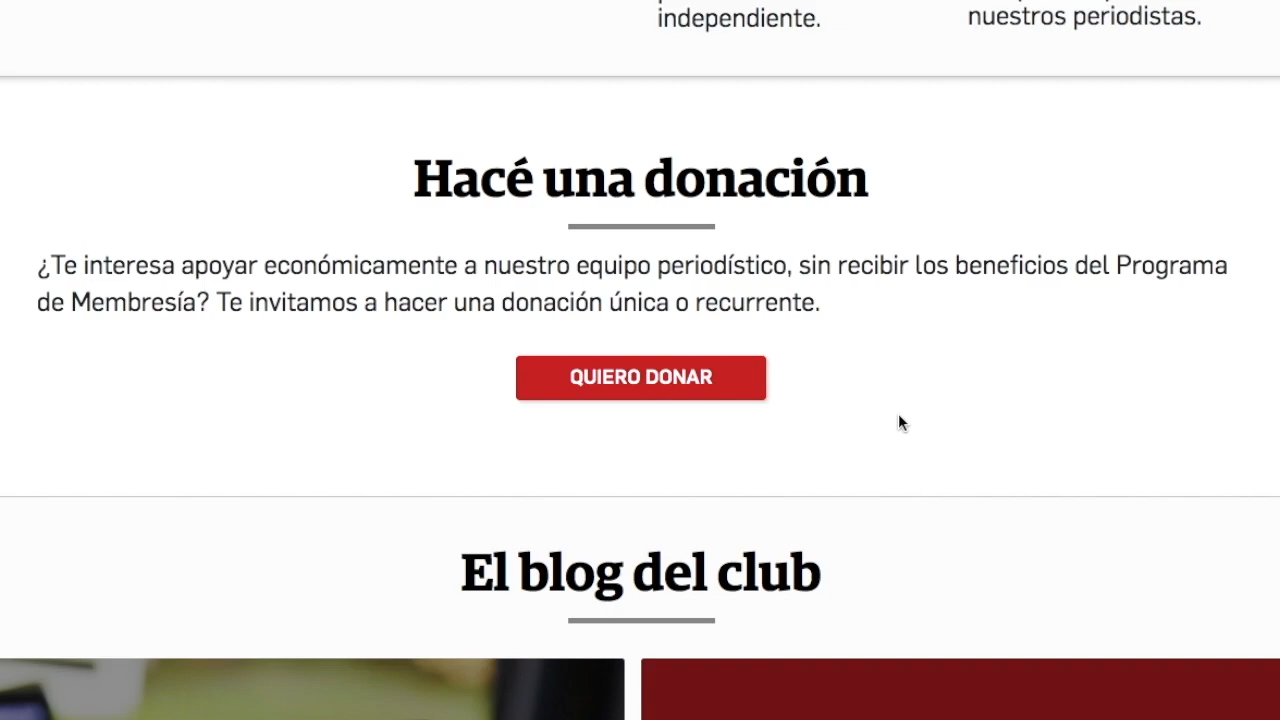 independiente.
nuestros periodistas.
Hacé una donación
¿Te interesa apoyar económicamente a nuestro equipo periodístico, sin recibir los beneficios del Programa
de Membresía? Te invitamos a hacer una donación única o recurrente.
QUIERO DONAR
El blog del club